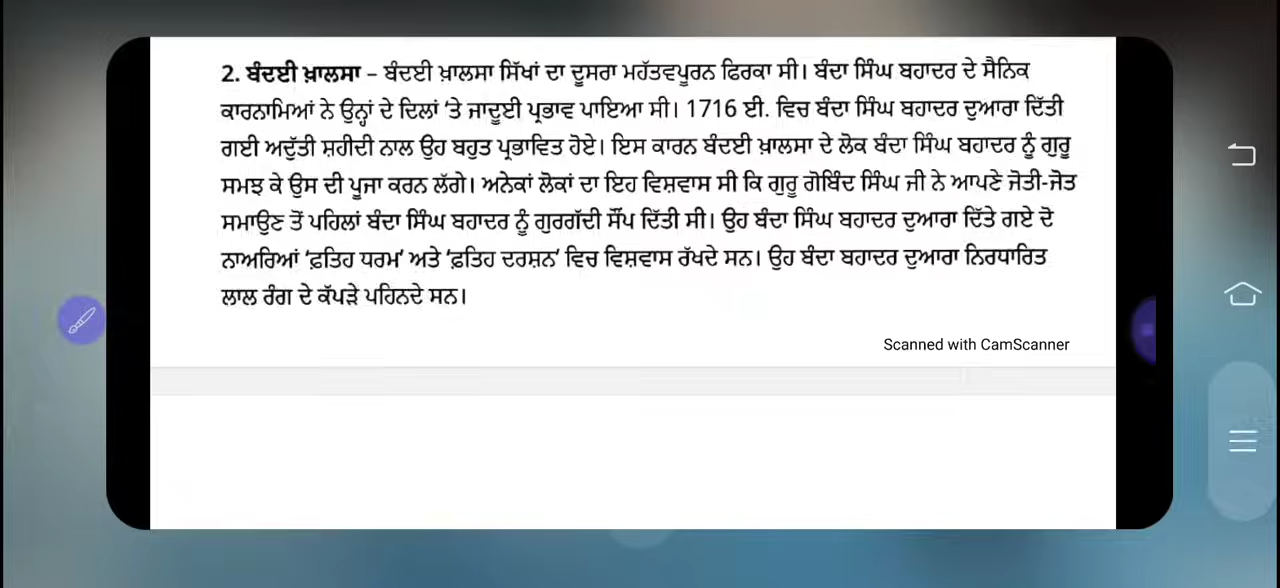 2. ਬੰਦਈ ਖ਼ਾਲਸਾ – ਬੰਦਈ ਖ਼ਾਲਸਾ ਸਿੱਖਾਂ ਦਾ ਦੂਸਰਾ ਮਹੱਤਵਪੂਰਨ ਫਿਰਕਾ ਸੀ। ਬੰਦਾ ਸਿੰਘ ਬਹਾਦਰ ਦੇ ਸੈਨਿਕ
ਕਾਰਨਾਮਿਆਂ ਨੇ ਉਨ੍ਹਾਂ ਦੇ ਦਿਲਾਂ ’ਤੇ ਜਾਦੂਈ ਪ੍ਰਭਾਵ ਪਾਇਆ ਸੀ। 1716 ਈ. ਵਿਚ ਬੰਦਾ ਸਿੰਘ ਬਹਾਦਰ ਦੁਆਰਾ ਦਿੱਤੀ
ਗਈ ਅਦੁੱਤੀ ਸ਼ਹੀਦੀ ਨਾਲ ਉਹ ਬਹੁਤ ਪ੍ਰਭਾਵਿਤ ਹੋਏ। ਇਸ ਕਾਰਨ ਬੰਦਈ ਖ਼ਾਲਸਾ ਦੇ ਲੋਕ ਬੰਦਾ ਸਿੰਘ ਬਹਾਦਰ ਨੂੰ ਗੁਰੂ
ਸਮਝ ਕੇ ਉਸ ਦੀ ਪੂਜਾ ਕਰਨ ਲੱਗੇ। ਅਨੇਕਾਂ ਲੋਕਾਂ ਦਾ ਇਹ ਵਿਸ਼ਵਾਸ ਸੀ ਕਿ ਗੁਰੂ ਗੋਬਿੰਦ ਸਿੰਘ ਜੀ ਨੇ ਆਪਣੇ ਜੋਤੀ-ਜੋਤ
ਸਮਾਉਣ ਤੋਂ ਪਹਿਲਾਂ ਬੰਦਾ ਸਿੰਘ ਬਹਾਦਰ ਨੂੰ ਗੁਰਗੱਦੀ ਸੌਂਪ ਦਿੱਤੀ ਸੀ। ਉਹ ਬੰਦਾ ਸਿੰਘ ਬਹਾਦਰ ਦੁਆਰਾ ਦਿੱਤੇ ਗਏ ਦੋ
ਨਾਅਰਿਆਂ ‘ਫ਼ਤਿਹ ਧਰਮ’ ਅਤੇ ‘ਫ਼ਤਿਹ ਦਰਸ਼ਨ’ ਵਿਚ ਵਿਸ਼ਵਾਸ ਰੱਖਦੇ ਸਨ। ਉਹ ਬੰਦਾ ਬਹਾਦਰ ਦੁਆਰਾ ਨਿਰਧਾਰਿਤ
ਲਾਲ ਰੰਗ ਦੇ ਕੱਪੜੇ ਪਹਿਨਦੇ ਸਨ।
Scanned with CamScanner